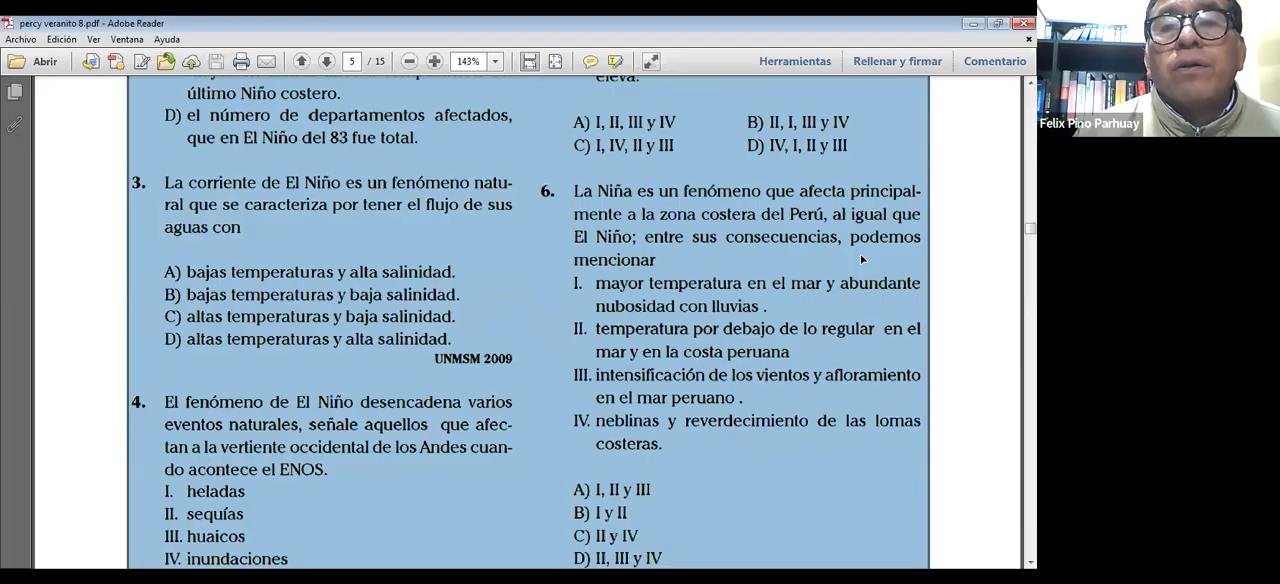 percy veranito 8.pdf - Adobe Reader
Archivo Edición Ver Ventana Ayuda
Abrir
5 / 15
143%
Herramientas
Rellenar y firmar
Comentario
último Niño costero.
D) el número de departamentos afectados,
que en El Niño del 83 fue total.
3. La corriente de El Niño es un fenómeno natu-
ral que se caracteriza por tener el flujo de sus
aguas con
A) bajas temperaturas y alta salinidad.
B) bajas temperaturas y baja salinidad.
C) altas temperaturas y baja salinidad.
D) altas temperaturas y alta salinidad.
UNMSM 2009
4. El fenómeno de El Niño desencadena varios
eventos naturales, señale aquellos que afec-
tan a la vertiente occidental de los Andes cuan-
do acontece el ENOS.
I. heladas
II. sequías
III. huaicos
IV. inundaciones
eleva.
A) I, II, III y IV
B) II, I, III y IV
C) I, IV, II y III
D) IV, I, II y III
6. La Niña es un fenómeno que afecta principal-
mente a la zona costera del Perú, al igual que
El Niño; entre sus consecuencias, podemos
mencionar
I. mayor temperatura en el mar y abundante
nubosidad con lluvias .
II. temperatura por debajo de lo regular en el
mar y en la costa peruana
III. intensificación de los vientos y afloramiento
en el mar peruano .
IV. neblinas y reverdecimiento de las lomas
costeras.
A) I, II y III
B) I y II
C) II y IV
D) II, III y IV
Felix Pino Parhuay